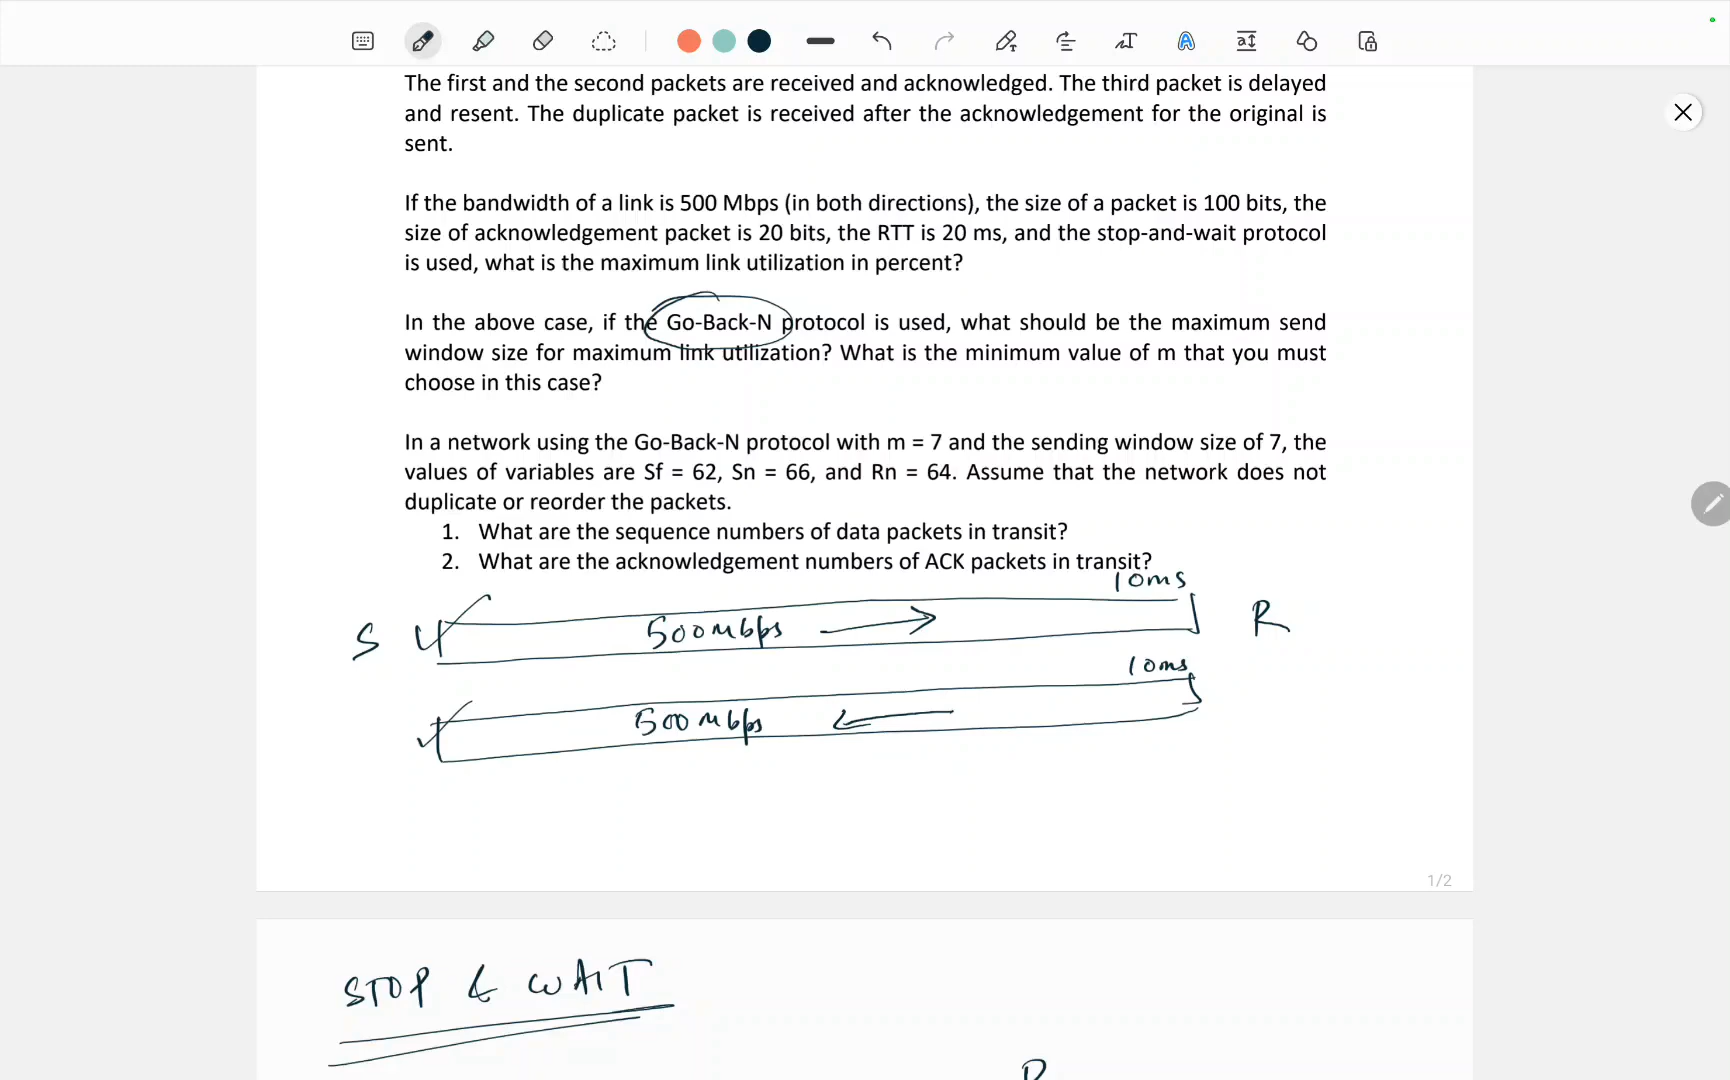 The first and the second packets are received and acknowledged. The third packet is delayed
and resent. The duplicate packet is received after the acknowledgement for the original is
sent.
If the bandwidth of a link is 500 Mbps (in both directions), the size of a packet is 100 bits, the
size of acknowledgement packet is 20 bits, the RTT is 20 ms, and the stop-and-wait protocol
is used, what is the maximum link utilization in percent?
In the above case, if the Go-Back-N protocol is used, what should be the maximum send
window size for maximum link utilization? What is the minimum value of m that you must
choose in this case?
In a network using the Go-Back-N protocol with m = 7 and the sending window size of 7, the
values of variables are Sf = 62, Sn = 66, and Rn = 64. Assume that the network does not
duplicate or reorder the packets.
1. What are the sequence numbers of data packets in transit?
2. What are the acknowledgement numbers of ACK packets in transit?
10ms
S 500Mbps R
10ms
500Mbps
1/2
STOP & WAIT
R